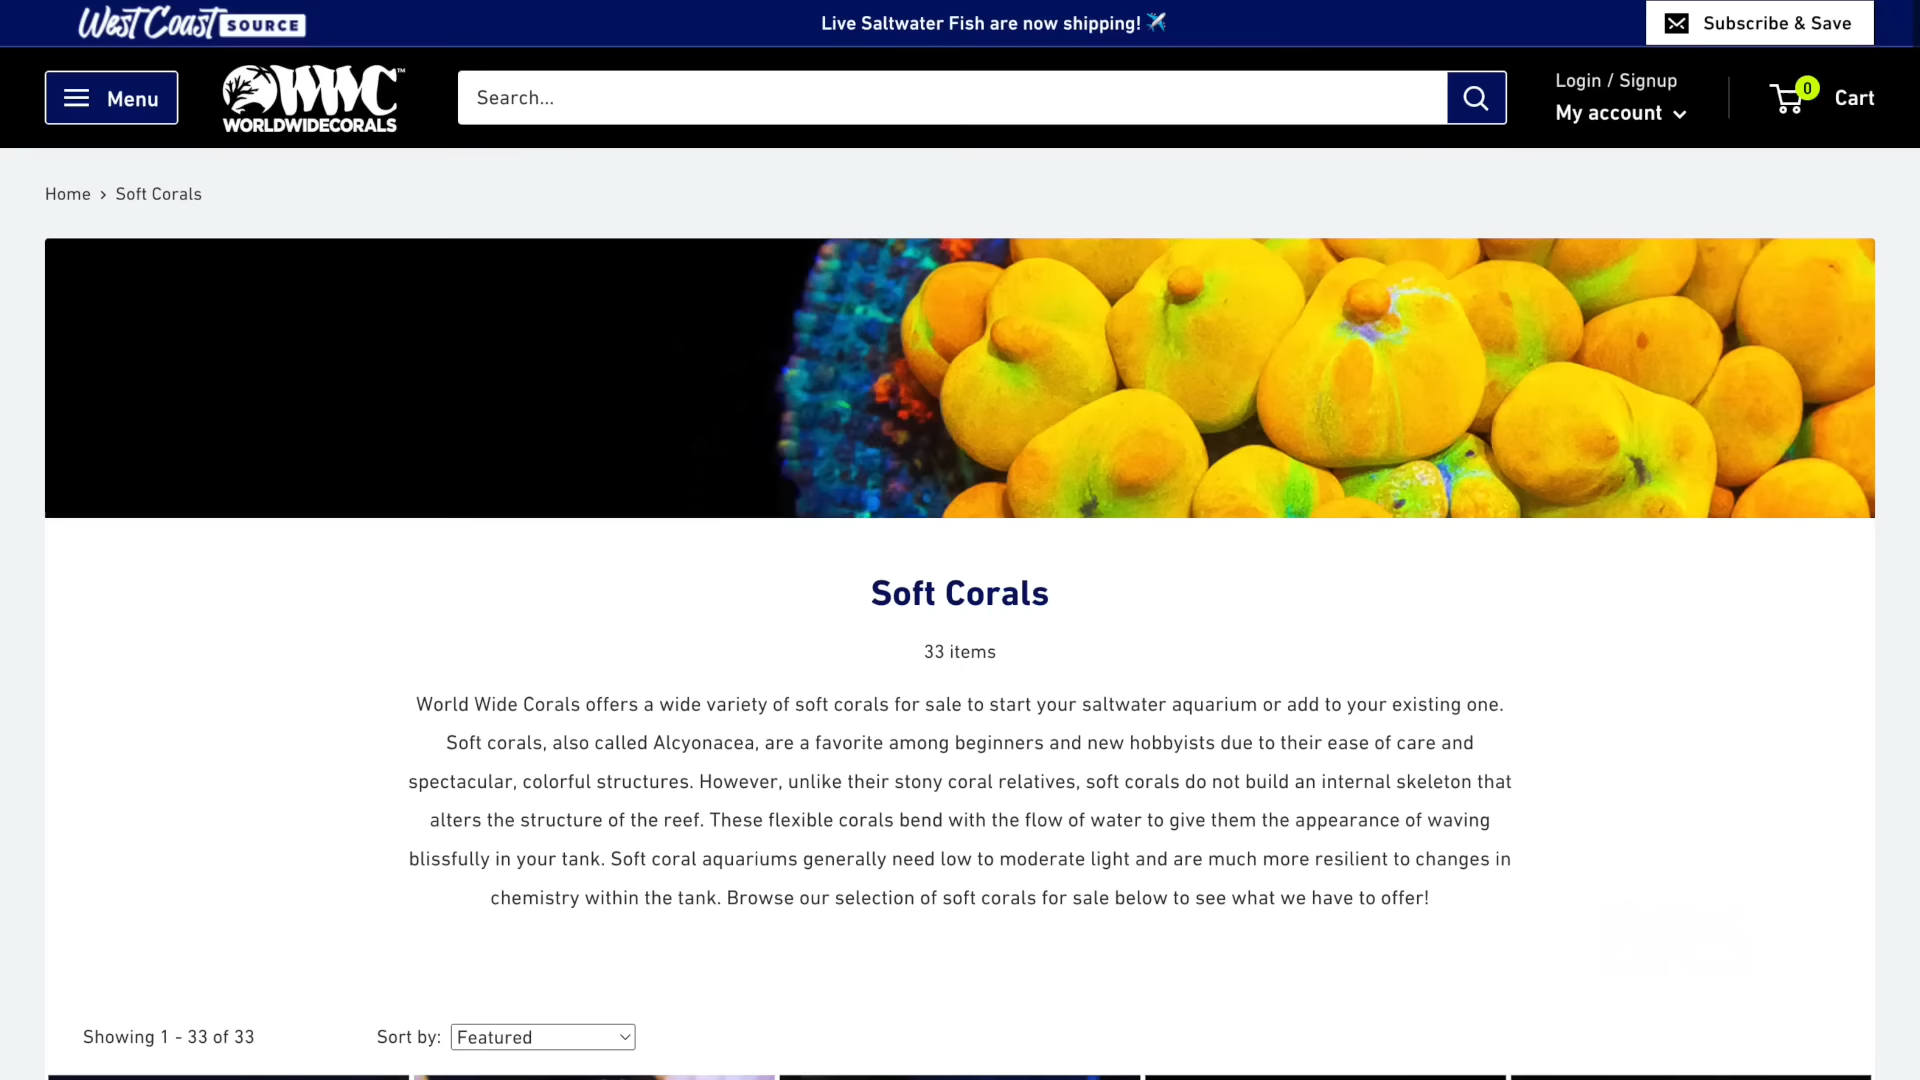 West Coast SOURCE
Live Saltwater Fish are now shipping!
Subscribe & Save
Menu
WWC™
WORLDWIDECORALS
Search...
Login / Signup
My account
0
Cart
Home > Soft Corals
Soft Corals
33 items
World Wide Corals offers a wide variety of soft corals for sale to start your saltwater aquarium or add to your existing one.
Soft corals, also called Alcyonacea, are a favorite among beginners and new hobbyists due to their ease of care and
spectacular, colorful structures. However, unlike their stony coral relatives, soft corals do not build an internal skeleton that
alters the structure of the reef. These flexible corals bend with the flow of water to give them the appearance of waving
blissfully in your tank. Soft coral aquariums generally need low to moderate light and are much more resilient to changes in
chemistry within the tank. Browse our selection of soft corals for sale below to see what we have to offer!
Showing 1 - 33 of 33
Sort by: Featured